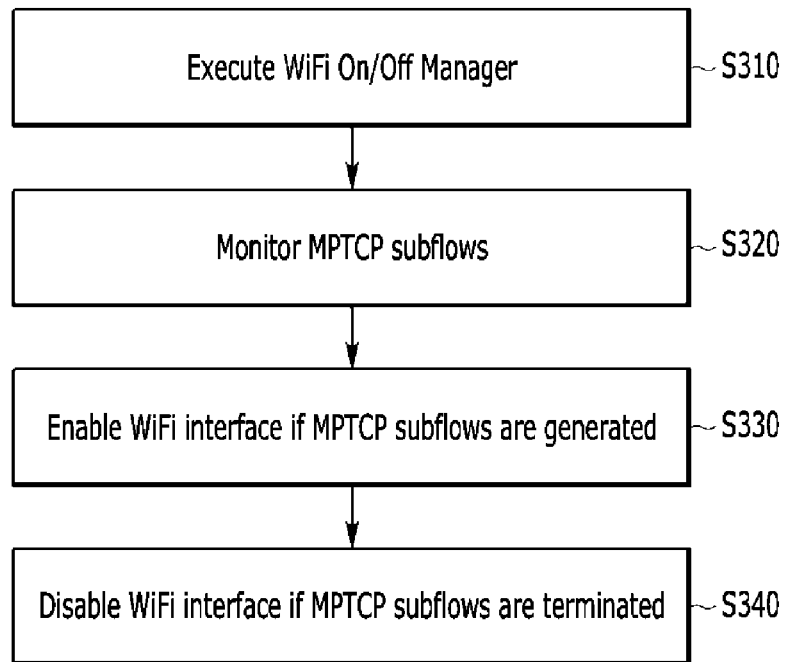 Execute WiFi On/Off Manager
S310
Monitor MPTCP subflows
S320
Enable WiFi interface if MPTCP subflows are generated
S330
Disable WiFi interface if MPTCP subflows are terminated
S340